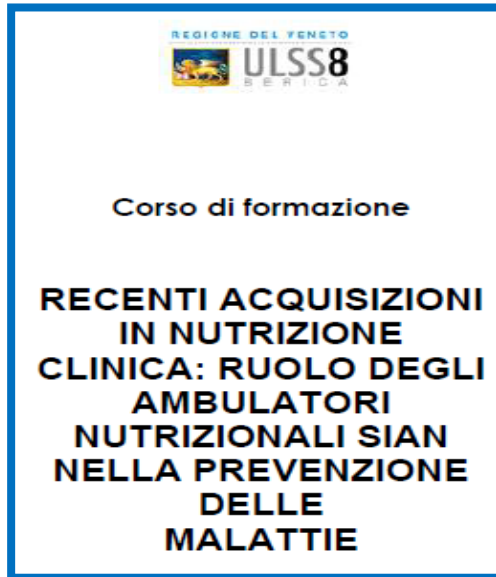 REGIONE DEL VENETO
ULSS8
BERICA
Corso di formazione
RECENTI ACQUISIZIONI
IN NUTRIZIONE
CLINICA: RUOLO DEGLI
AMBULATORI
NUTRIZIONALI SIAN
NELLA PREVENZIONE
DELLE
MALATTIE